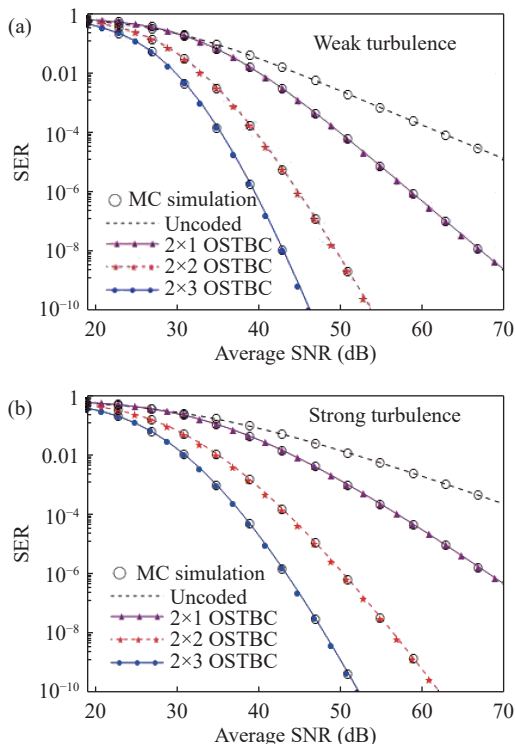 (a)
Weak turbulence
1
0.01
10⁻⁴
10⁻⁶
10⁻⁸
10⁻¹⁰
SER
MC simulation
Uncoded
2×1 OSTBC
2×2 OSTBC
2×3 OSTBC
20 30 40 50 60 70
Average SNR (dB)
(b)
Strong turbulence
1
0.01
10⁻⁴
10⁻⁶
10⁻⁸
10⁻¹⁰
SER
MC simulation
Uncoded
2×1 OSTBC
2×2 OSTBC
2×3 OSTBC
20 30 40 50 60 70
Average SNR (dB)